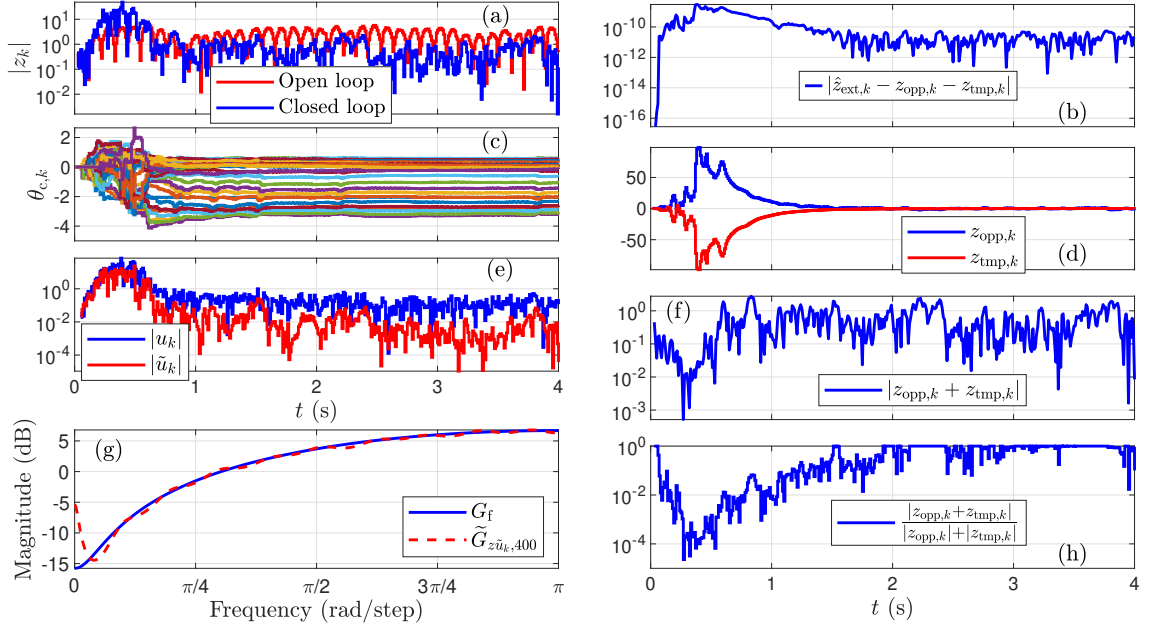 (a)
|z_k|
10^1
10^0
10^-1
10^-2
Open loop
Closed loop
(c)
θ_c,k
2
0
-2
-4
(e)
10^0
10^-2
10^-4
|u_k|
|ũ_k|
0 1 2 3 4
t (s)
(g)
Magnitude (dB)
5
0
-5
-10
-15
G_f
G̃_zũ_k,400
0 π/4 π/2 3π/4 π
Frequency (rad/step)
10^-10
10^-12
10^-14
10^-16
|ẑ_ext,k − z_opp,k − z_tmp,k|
(b)
50
0
-50
z_opp,k
z_tmp,k
(d)
(f)
10^0
10^-1
10^-2
10^-3
|z_opp,k + z_tmp,k|
10^0
10^-2
10^-4
|z_opp,k+z_tmp,k|
|z_opp,k|+|z_tmp,k|
(h)
0 1 2 3 4
t (s)